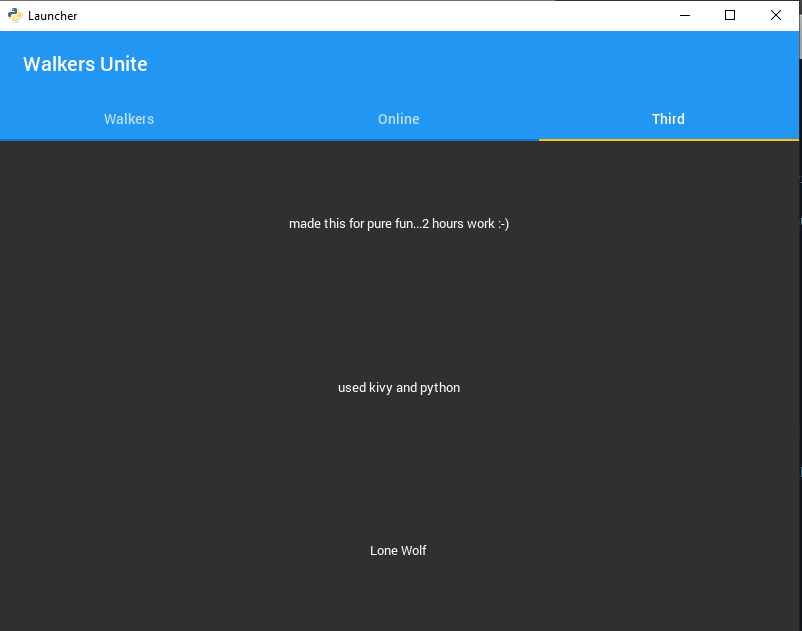 Launcher
Walkers Unite
Walkers
Online
Third
made this for pure fun...2 hours work :-)
used kivy and python
Lone Wolf